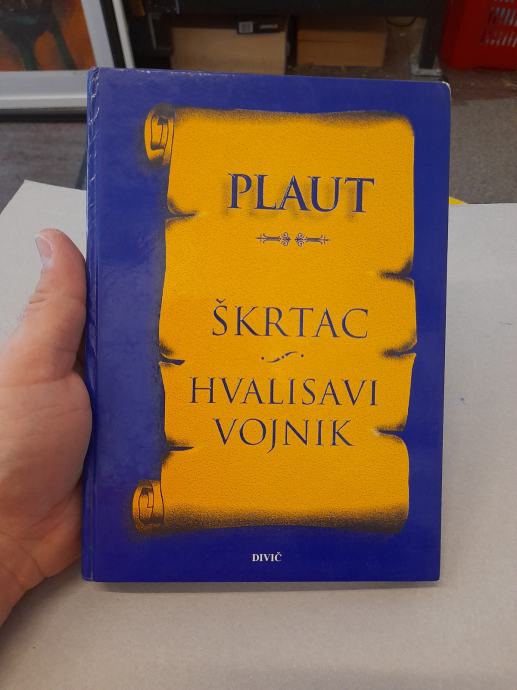 PLAUT
ŠKRTAC
HVALISAVI
VOJNIK
DIVIČ